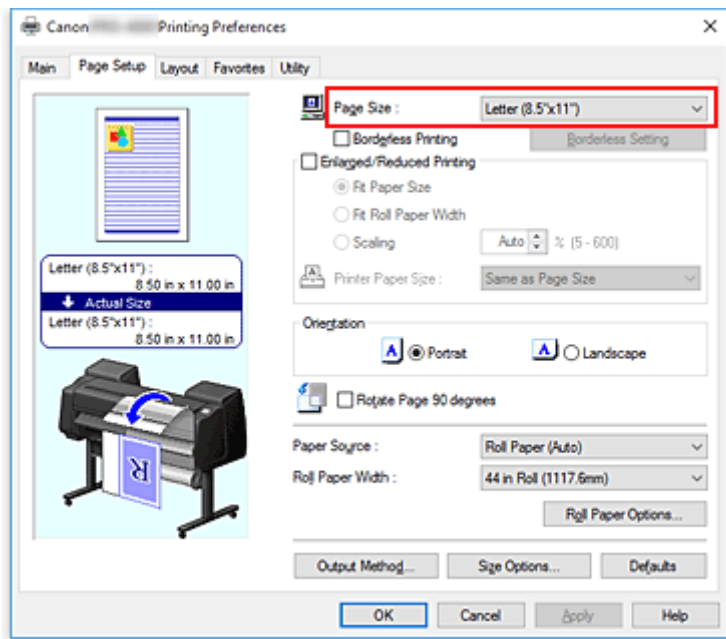 Canon Printing Preferences
Main Page Setup Layout Favorites Utility
Page Size : Letter (8.5"x11")
Borderless Printing Borderless Setting
Enlarged/Reduced Printing
Fit Paper Size
Fit Roll Paper Width
Scaling Auto % (5 - 600)
Printer Paper Size : Same as Page Size
Letter (8.5"x11") :
8.50 in x 11.00 in
Actual Size
Letter (8.5"x11") :
8.50 in x 11.00 in
Orientation
A Portrait A Landscape
Rotate Page 90 degrees
R
Paper Source : Roll Paper (Auto)
Roll Paper Width : 44 in Roll (1117.6mm)
Roll Paper Options...
Output Method... Size Options... Defaults
OK Cancel Apply Help